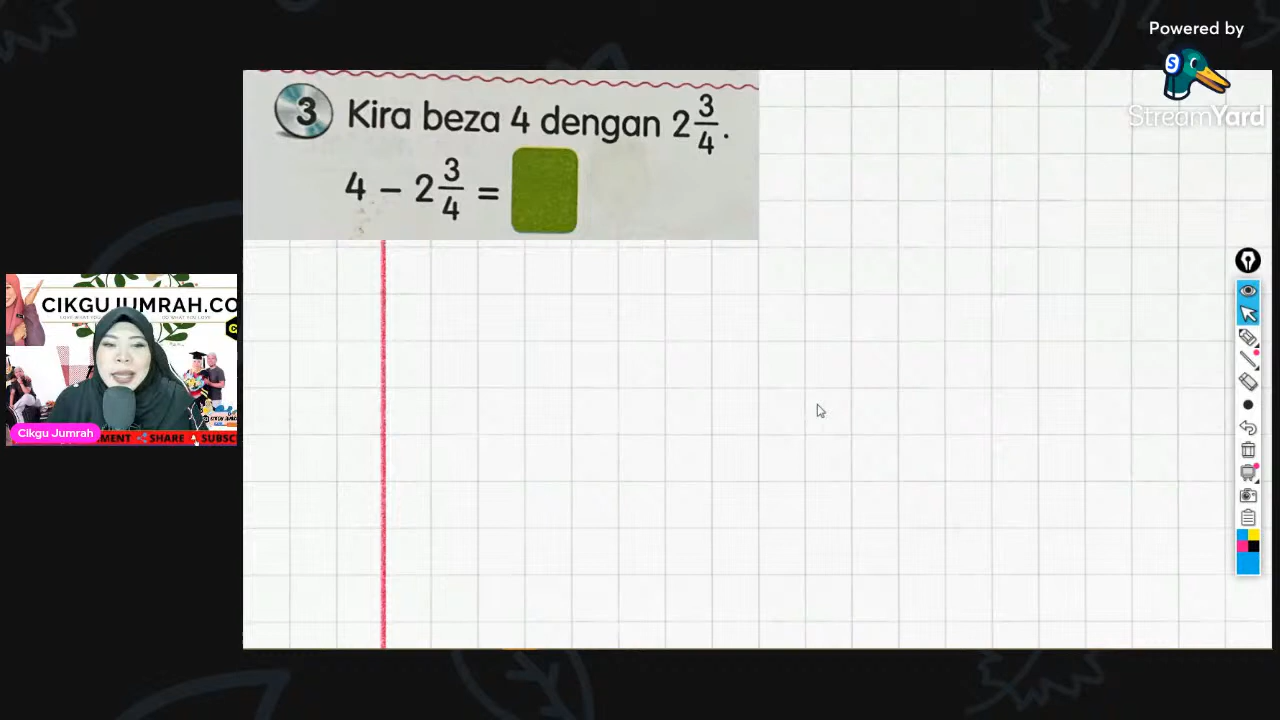 Powered by
S
StreamYard
3 Kira beza 4 dengan 2 3/4.
4 – 2 3/4 =
CIKGU JUMRAH.CO
Cikgu Jumrah
MENT SHARE SUBSC